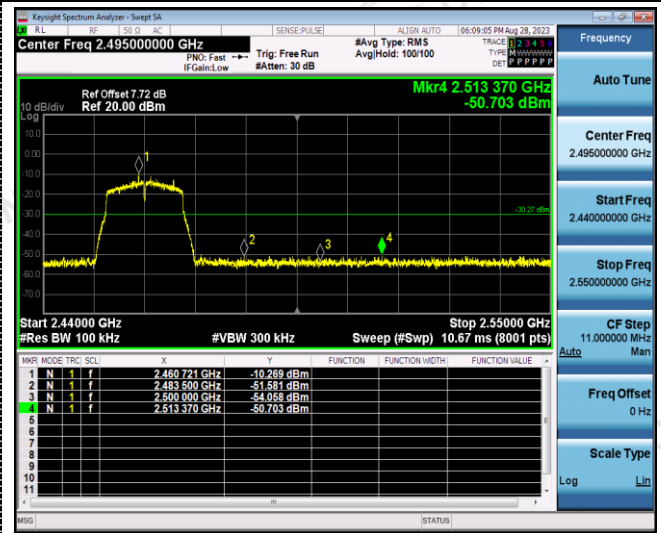 Keysight Spectrum Analyzer - Swept SA
RL RF 50 Ω AC SENSE:PULSE ALIGN AUTO 06:09:05 PM Aug 28, 2023
Center Freq 2.495000000 GHz
PNO: Fast
IFGain:Low
Trig: Free Run
#Atten: 30 dB
#Avg Type: RMS
Avg|Hold: 100/100
TRACE 1 2 3 4 5 6
TYPE M WWWWW
DET P P P P P P
Ref Offset 7.72 dB
Ref 20.00 dBm
10 dB/div
Log
Mkr4 2.513 370 GHz
-50.703 dBm
10.0
0.00
-10.0
-20.0
-30.0
-40.0
-50.0
-60.0
-70.0
1
2
3
4
-30.27 dBm
Start 2.44000 GHz Stop 2.55000 GHz
#Res BW 100 kHz #VBW 300 kHz Sweep (#Swp) 10.67 ms (8001 pts)
MKR MODE TRC SCL X Y FUNCTION FUNCTION WIDTH FUNCTION VALUE
1 N 1 f 2.460 721 GHz -10.269 dBm
2 N 1 f 2.483 500 GHz -51.581 dBm
3 N 1 f 2.500 000 GHz -54.058 dBm
4 N 1 f 2.513 370 GHz -50.703 dBm
5
6
7
8
9
10
11
MSG STATUS
Frequency
Auto Tune
Center Freq
2.495000000 GHz
Start Freq
2.440000000 GHz
Stop Freq
2.550000000 GHz
CF Step
11.000000 MHz
Auto Man
Freq Offset
0 Hz
Scale Type
Log Lin